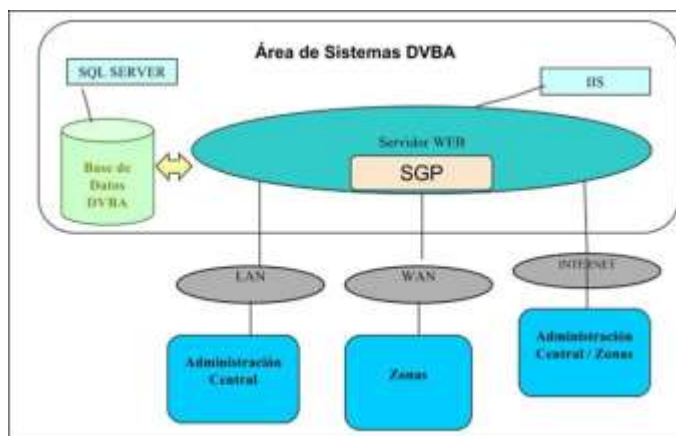 Área de Sistemas DVBA
SQL SERVER
IIS
Servidor WEB
SGP
Base de
Datos
DVBA
LAN
WAN
INTERNET
Administración
Central
Zonas
Administración
Central / Zonas